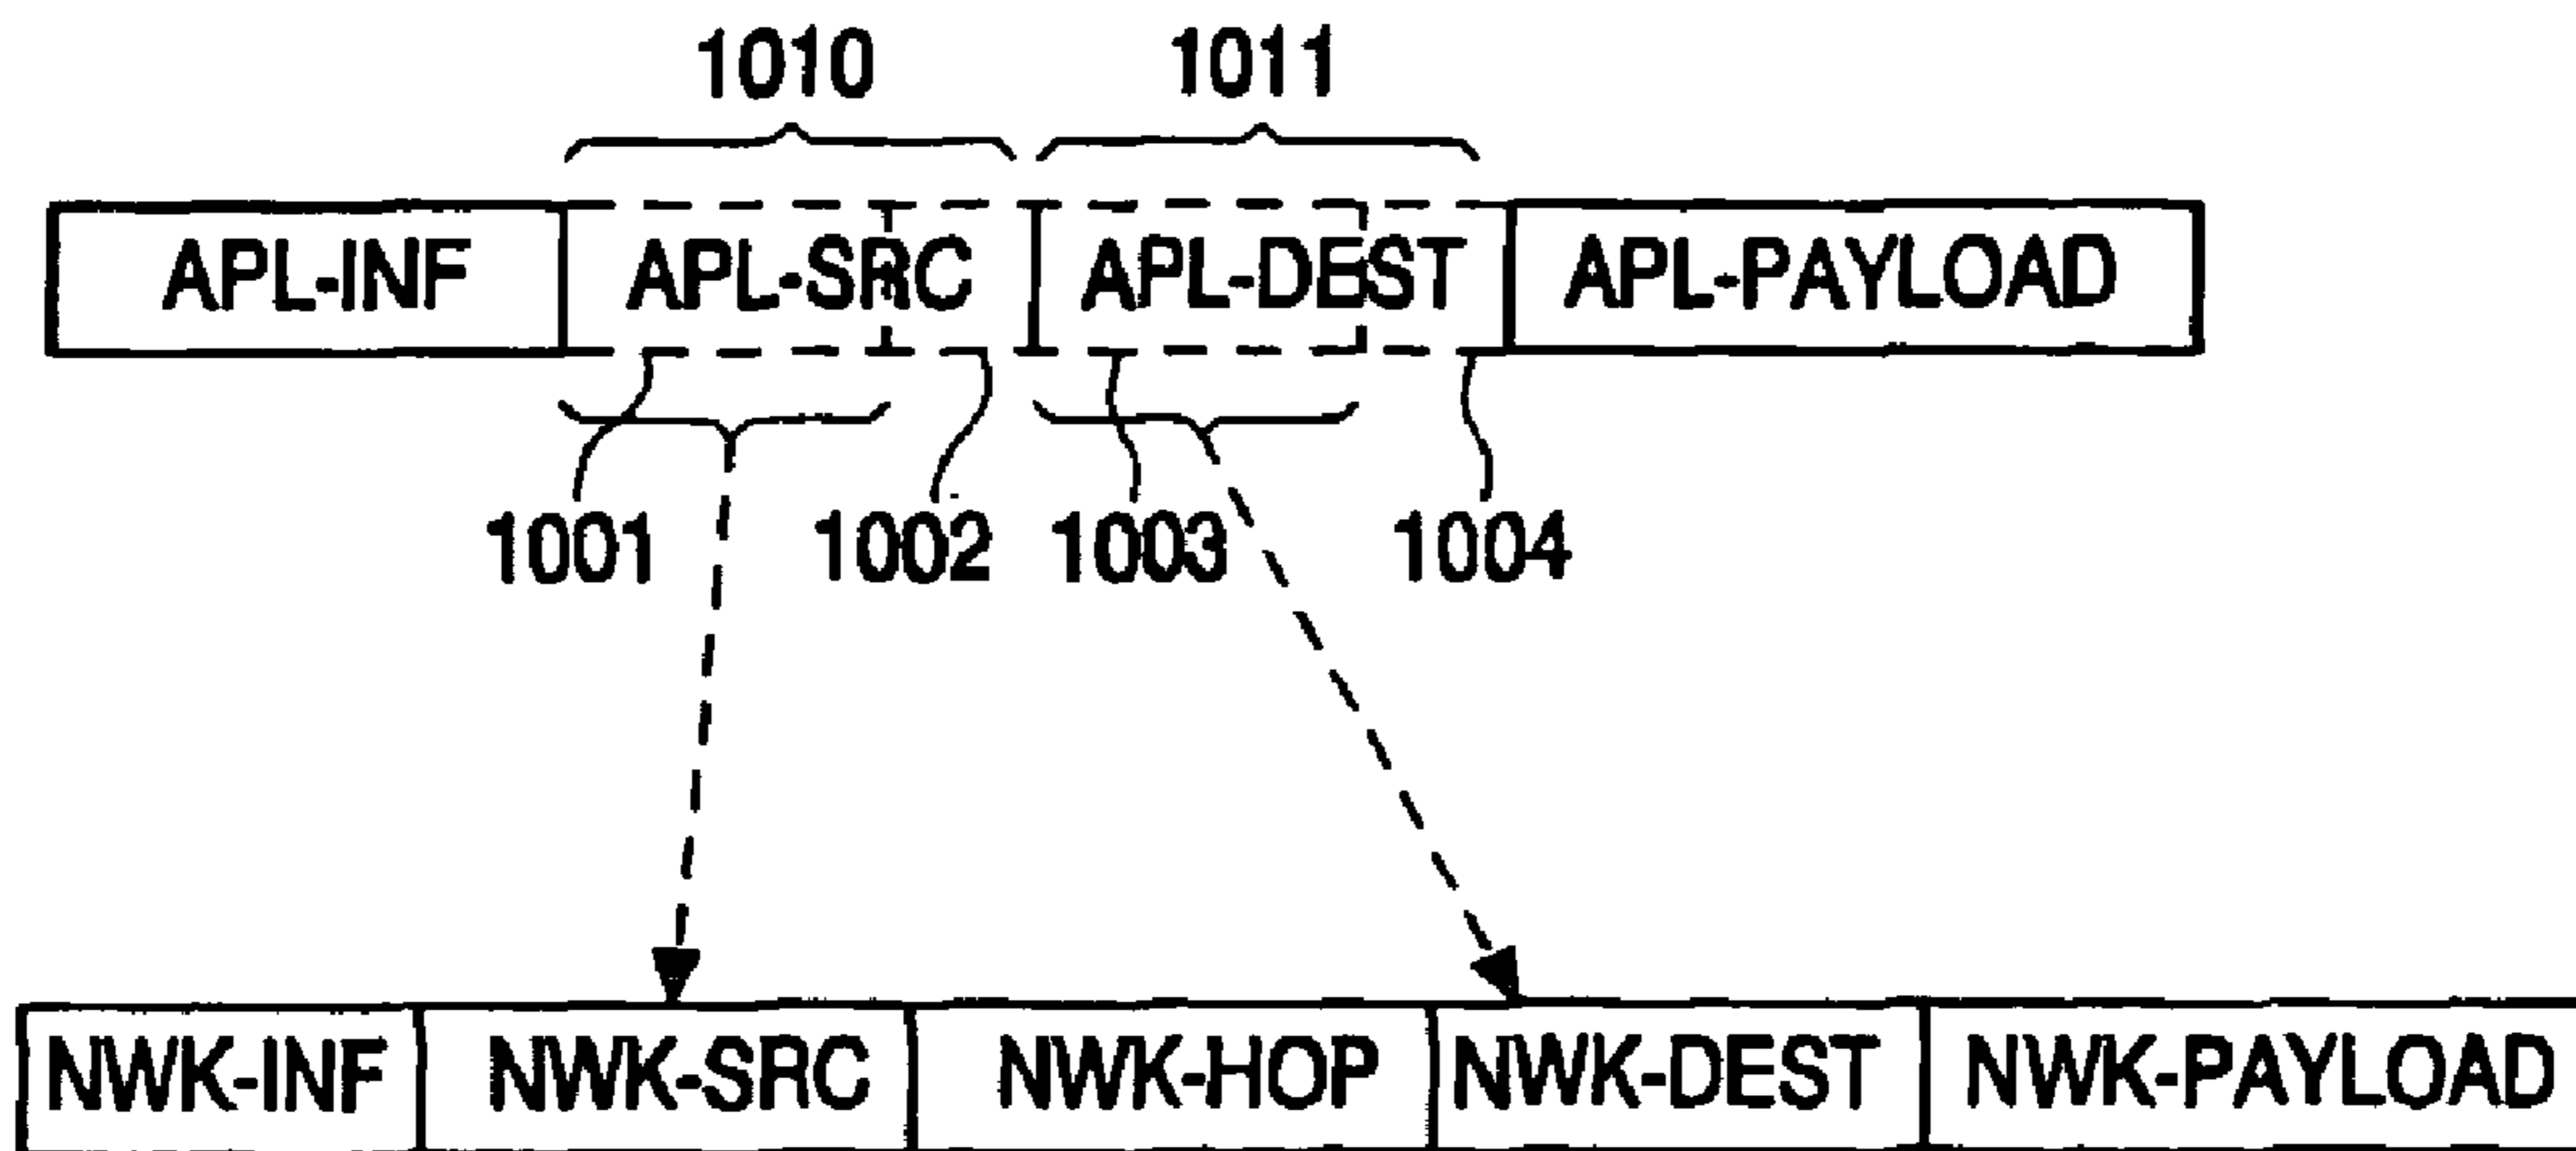 1010 1011
APL-INF APL-SRC APL-DEST APL-PAYLOAD
1001 1002 1003 1004
NWK-INF NWK-SRC NWK-HOP NWK-DEST NWK-PAYLOAD